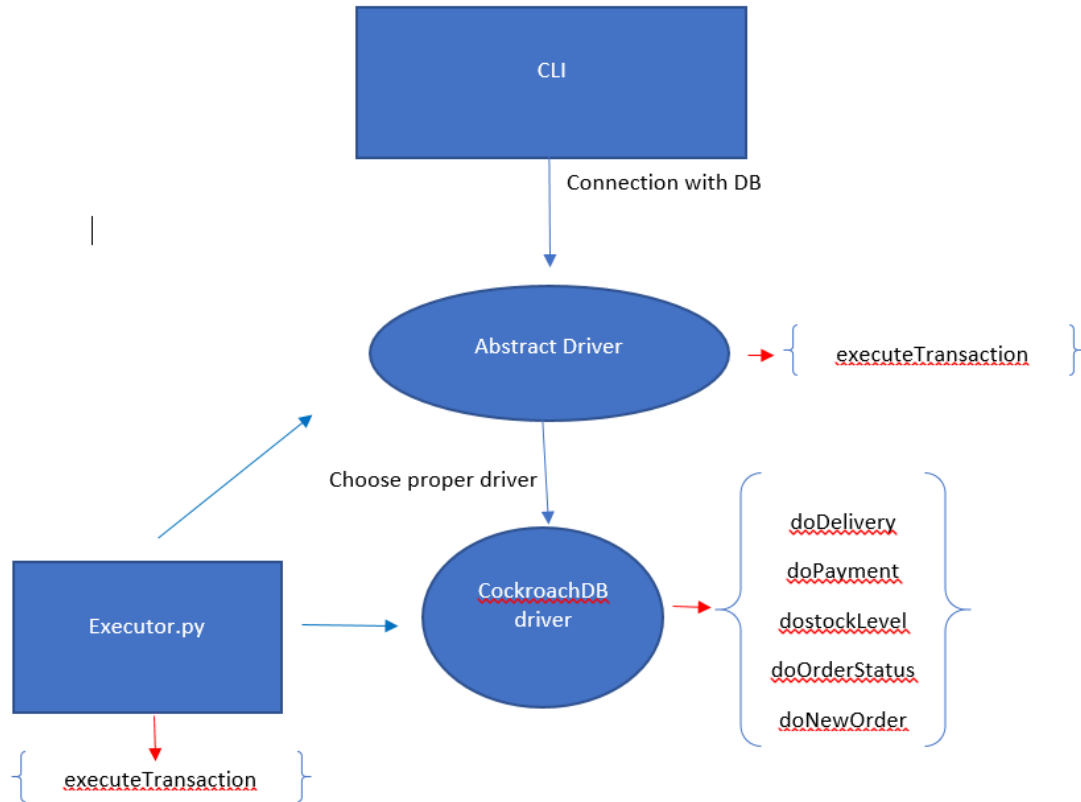 CLI
Connection with DB
Abstract Driver
executeTransaction
Choose proper driver
CockroachDB
driver
doDelivery
doPayment
dostockLevel
doOrderStatus
doNewOrder
Executor.py
executeTransaction